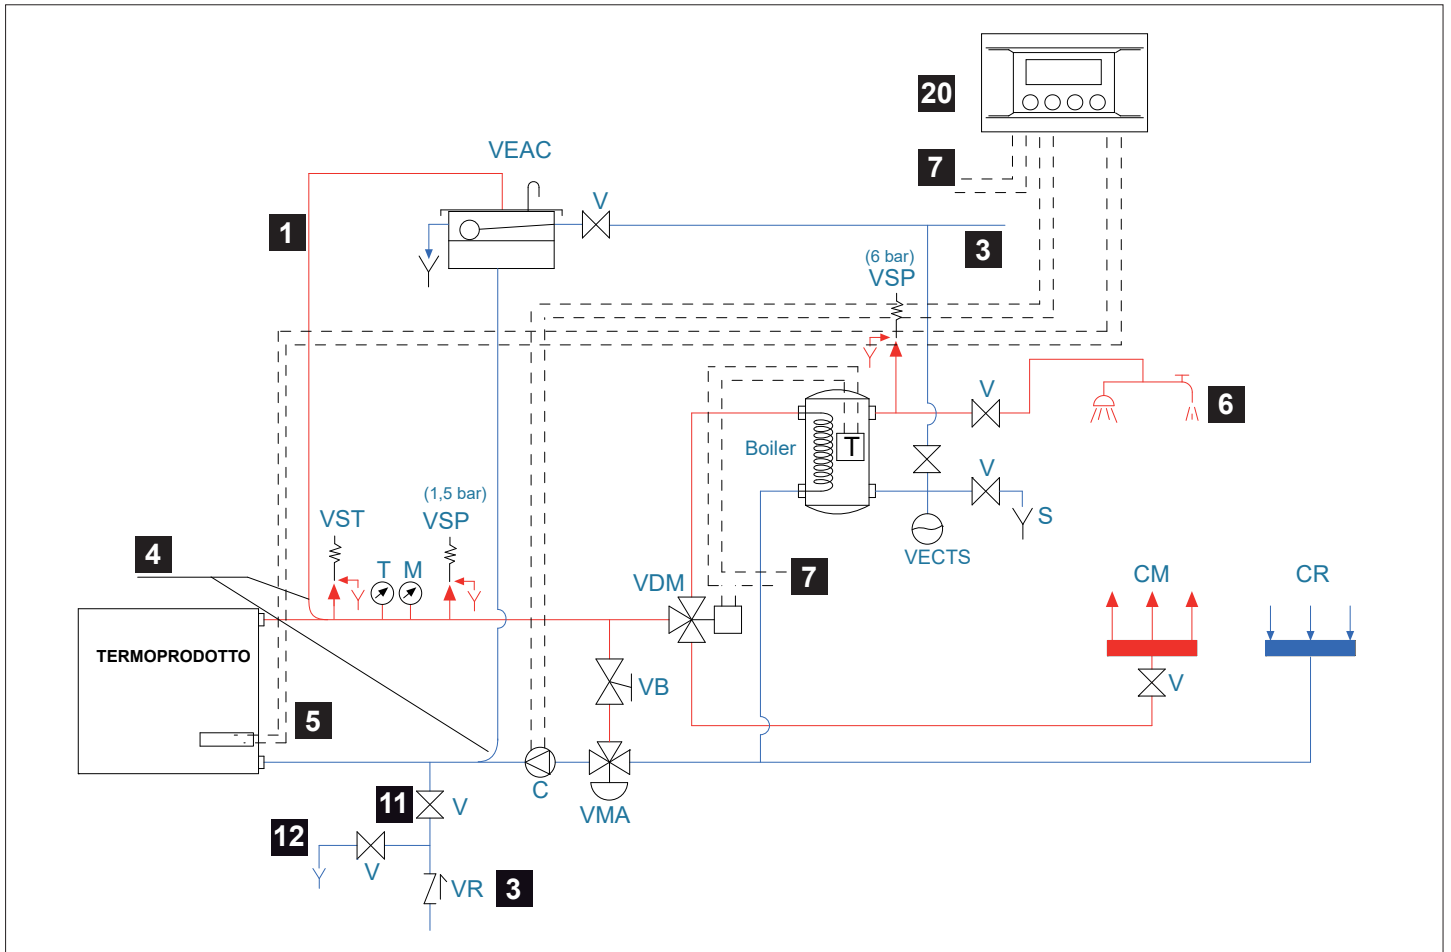 20
7
VEAC
V
1
3
(6 bar)
VSP
V
6
Boiler
T
V
(1,5 bar)
VST
VSP
S
4
VECTS
T
M
7
VDM
CM
CR
TERMOPRODOTTO
VB
V
5
C
11
V
VMA
12
V
VR
3